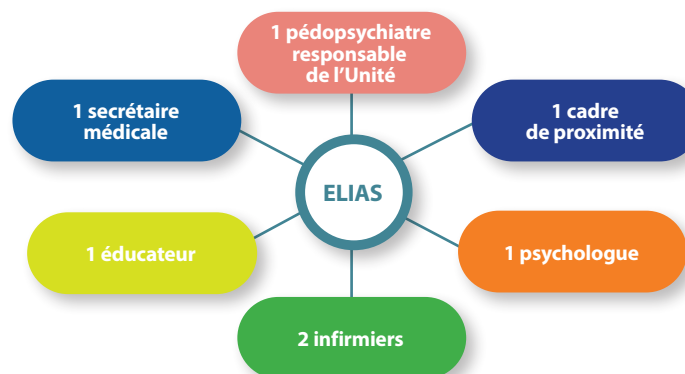 1 pédopsychiatre
responsable
de l'Unité
1 secrétaire
médicale
1 cadre
de proximité
ELIAS
1 éducateur
1 psychologue
2 infirmiers